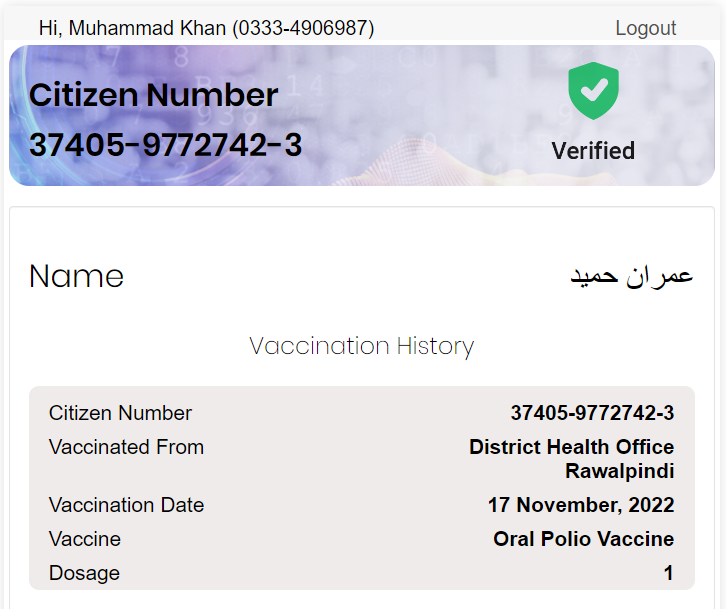 Hi, Muhammad Khan (0333-4906987) Logout
Citizen Number
37405-9772742-3
Verified
Name عمران حمید
Vaccination History
Citizen Number 37405-9772742-3
Vaccinated From District Health Office
Rawalpindi
Vaccination Date 17 November, 2022
Vaccine Oral Polio Vaccine
Dosage 1